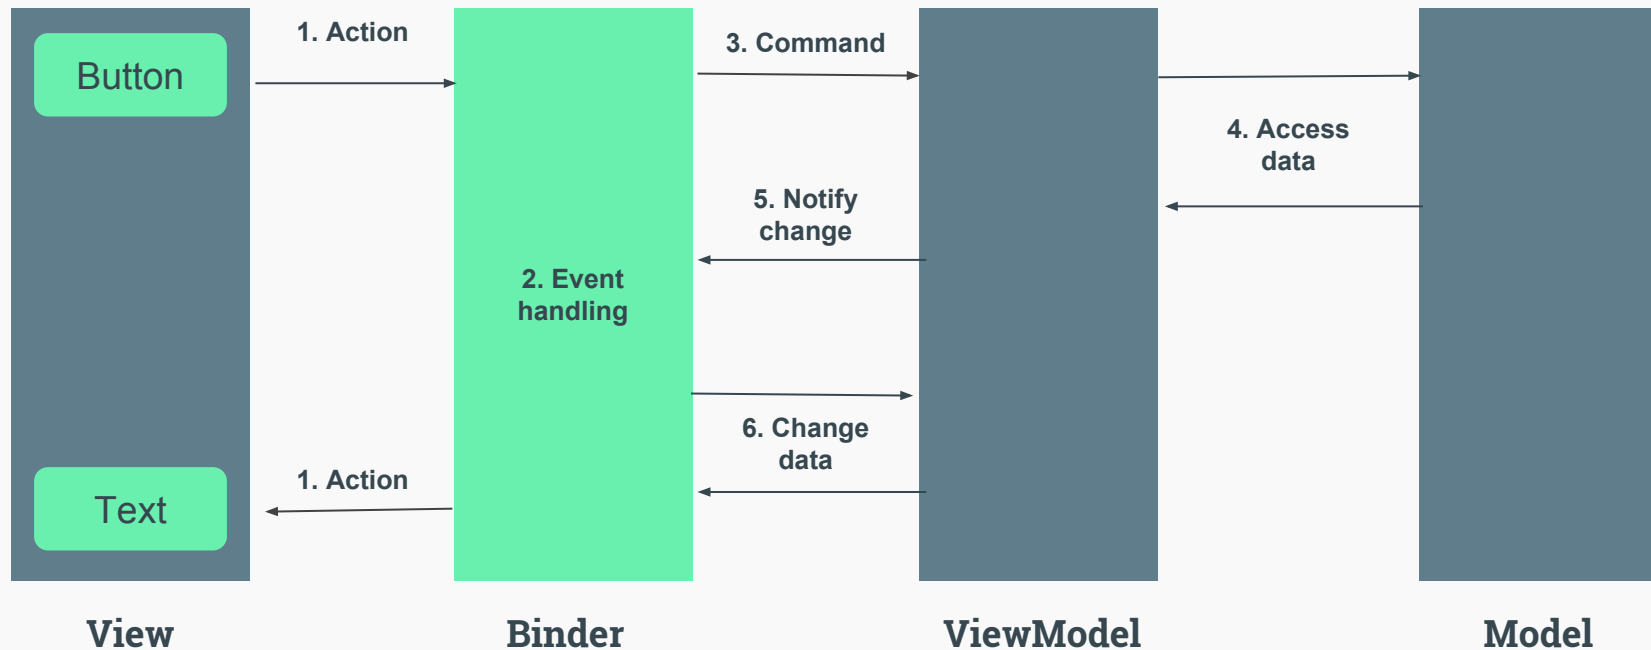 1. Action
Button
3. Command
4. Access
data
5. Notify
change
2. Event
handling
6. Change
data
1. Action
Text
View
Binder
ViewModel
Model